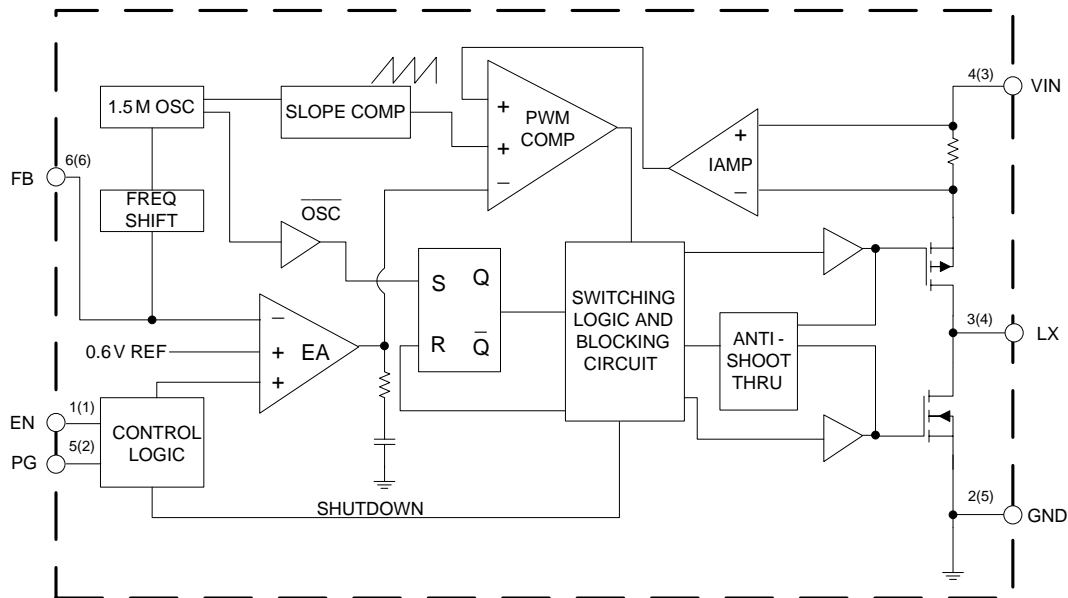 4(3)
VIN
1.5 M OSC
SLOPE COMP
+
+
−
PWM
COMP
+
−
IAMP
6(6)
FB
FREQ
SHIFT
OSC
S
Q
R
Q
SWITCHING
LOGIC AND
BLOCKING
CIRCUIT
ANTI -
SHOOT
THRU
3(4)
LX
−
+
+
EA
0.6 V REF
1(1)
EN
5(2)
PG
CONTROL
LOGIC
SHUTDOWN
2(5)
GND